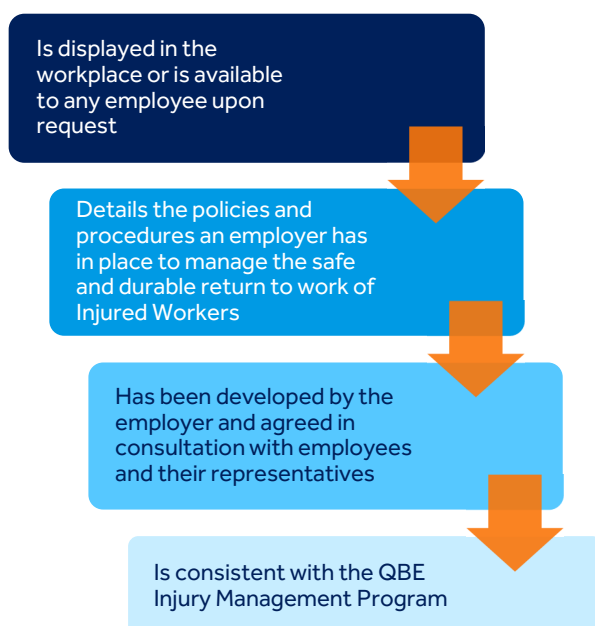 Is displayed in the
workplace or is available
to any employee upon
request
Details the policies and
procedures an employer has
in place to manage the safe
and durable return to work of
Injured Workers
Has been developed by the
employer and agreed in
consultation with employees
and their representatives
Is consistent with the QBE
Injury Management Program